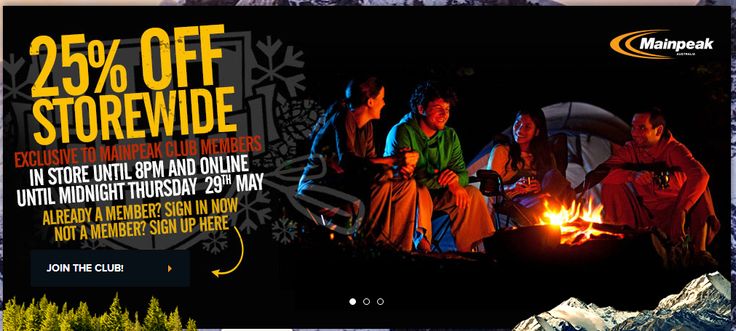 25% OFF
STOREWIDE
EXCLUSIVE TO MAINPEAK CLUB MEMBERS
IN STORE UNTIL 8PM AND ONLINE
UNTIL MIDNIGHT THURSDAY 29TH MAY
ALREADY A MEMBER? SIGN IN NOW
NOT A MEMBER? SIGN UP HERE
JOIN THE CLUB!
Mainpeak
AUSTRALIA